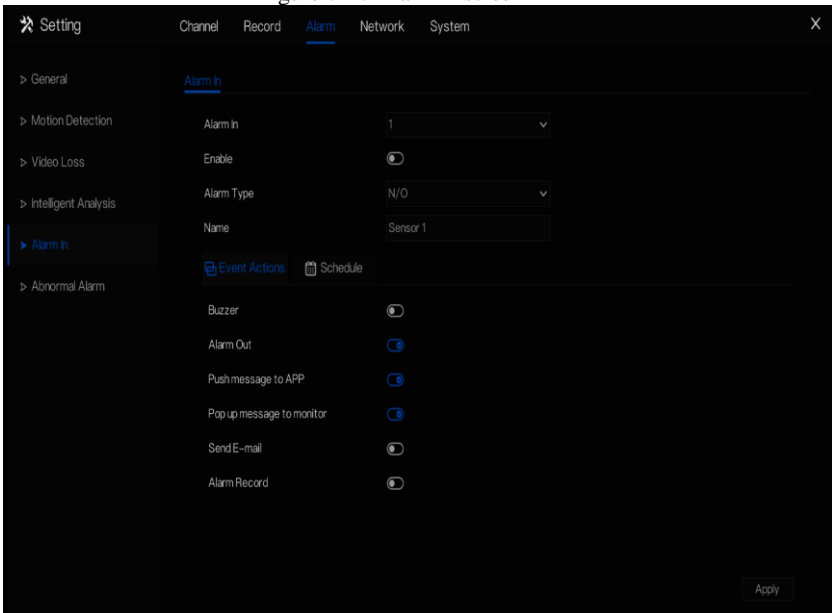 Setting Channel Record Alarm Network System X
General
Motion Detection
Video Loss
Intelligent Analysis
Alarm In
Abnormal Alarm
Alarm In
Alarm In 1
Enable
Alarm Type N/O
Name Sensor 1
Event Actions Schedule
Buzzer
Alarm Out
Push message to APP
Pop up message to monitor
Send E-mail
Alarm Record
Apply